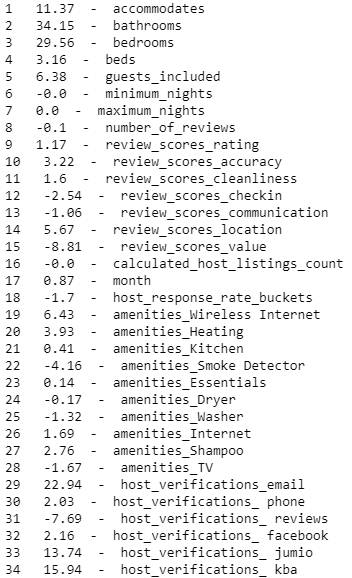 1 11.37 - accommodates
2 34.15 - bathrooms
3 29.56 - bedrooms
4 3.16 - beds
5 6.38 - guests_included
6 -0.0 - minimum_nights
7 0.0 - maximum_nights
8 -0.1 - number_of_reviews
9 1.17 - review_scores_rating
10 3.22 - review_scores_accuracy
11 1.6 - review_scores_cleanliness
12 -2.54 - review_scores_checkin
13 -1.06 - review_scores_communication
14 5.67 - review_scores_location
15 -8.81 - review_scores_value
16 -0.0 - calculated_host_listings_count
17 0.87 - month
18 -1.7 - host_response_rate_buckets
19 6.43 - amenities_Wireless Internet
20 3.93 - amenities_Heating
21 0.41 - amenities_Kitchen
22 -4.16 - amenities_Smoke Detector
23 0.14 - amenities_Essentials
24 -0.17 - amenities_Dryer
25 -1.32 - amenities_Washer
26 1.69 - amenities_Internet
27 2.76 - amenities_Shampoo
28 -1.67 - amenities_TV
29 22.94 - host_verifications_email
30 2.03 - host_verifications_ phone
31 -7.69 - host_verifications_ reviews
32 2.16 - host_verifications_ facebook
33 13.74 - host_verifications_ jumio
34 15.94 - host_verifications_ kba